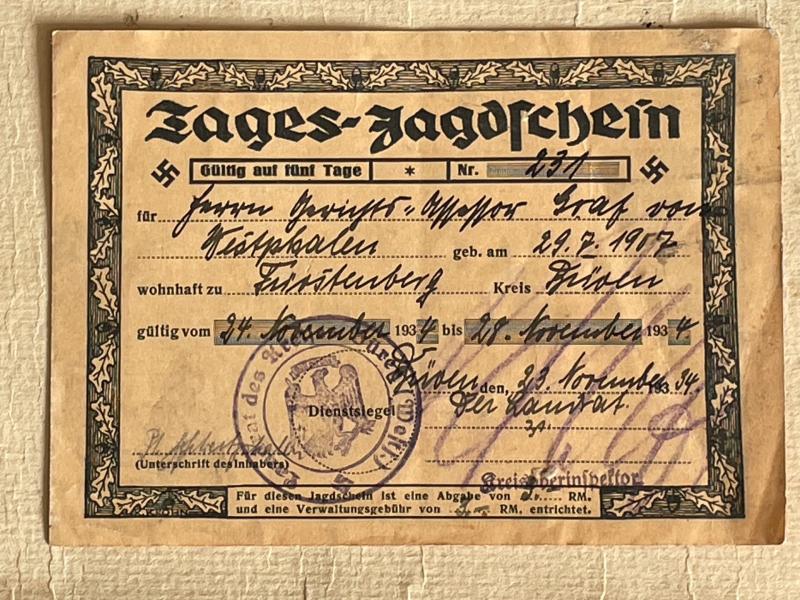 Tages-Jagdschein
Gültig auf fünf Tage * Nr. 231
für Herrn Gerichts-Assessor Graf von
Westphalen geb. am 29.7.1907
wohnhaft zu Fürstenberg Kreis Büren
gültig vom 24. November 1934 bis 28. November 1934
Büren, den 23. November 1934.
Der Landrat
Dienstsiegel
(Unterschrift des Inhabers)
Kreisoberinspektor
Für diesen Jagdschein ist eine Abgabe von RM.
und eine Verwaltungsgebühr von RM. entrichtet.